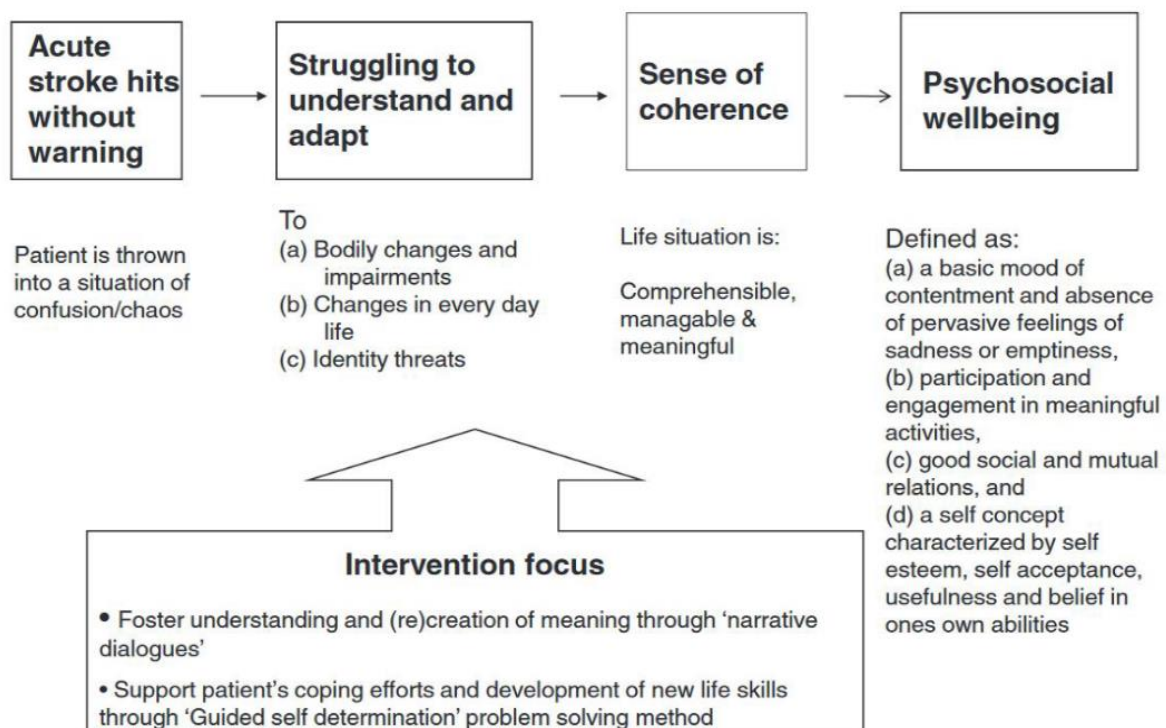 Acute
stroke hits
without
warning
Struggling to
understand and
adapt
Sense of
coherence
Psychosocial
wellbeing
Patient is thrown
into a situation of
confusion/chaos
To
(a) Bodily changes and
impairments
(b) Changes in every day
life
(c) Identity threats
Life situation is:
Comprehensible,
managable &
meaningful
Defined as:
(a) a basic mood of
contentment and absence
of pervasive feelings of
sadness or emptiness,
(b) participation and
engagement in meaningful
activities,
(c) good social and mutual
relations, and
(d) a self concept
characterized by self
esteem, self acceptance,
usefulness and belief in
ones own abilities
Intervention focus
• Foster understanding and (re)creation of meaning through ‘narrative
dialogues’
• Support patient’s coping efforts and development of new life skills
through ‘Guided self determination’ problem solving method